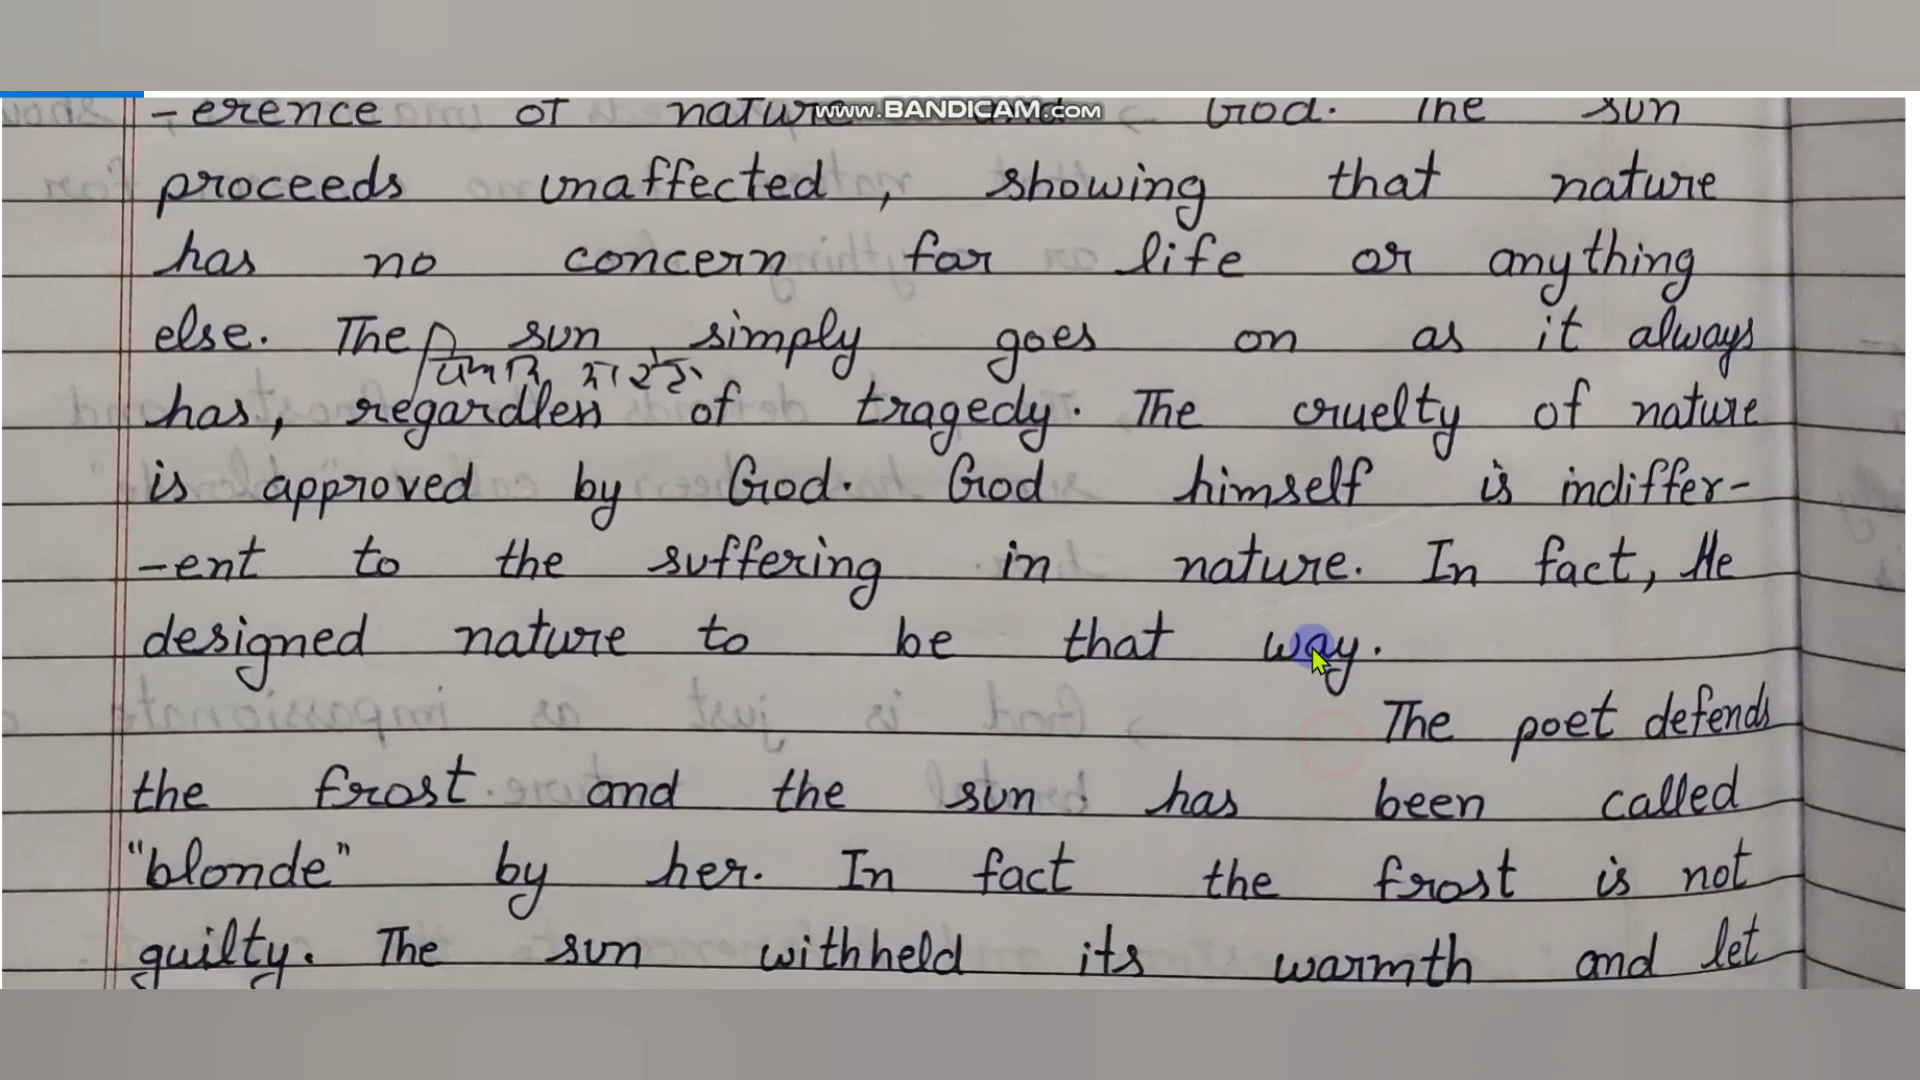 www.BANDICAM.com
-erence of nature and God. The sun
proceeds unaffected, showing that nature
has no concern for life or anything
else. The sun simply goes on as it always
has, regardless of tragedy. The cruelty of nature
is approved by God. God himself is indiffer-
-ent to the suffering in nature. In fact, He
designed nature to be that way.
The poet defends
the frost and the sun has been called
"blonde" by her. In fact the frost is not
guilty. The sun withheld its warmth and let